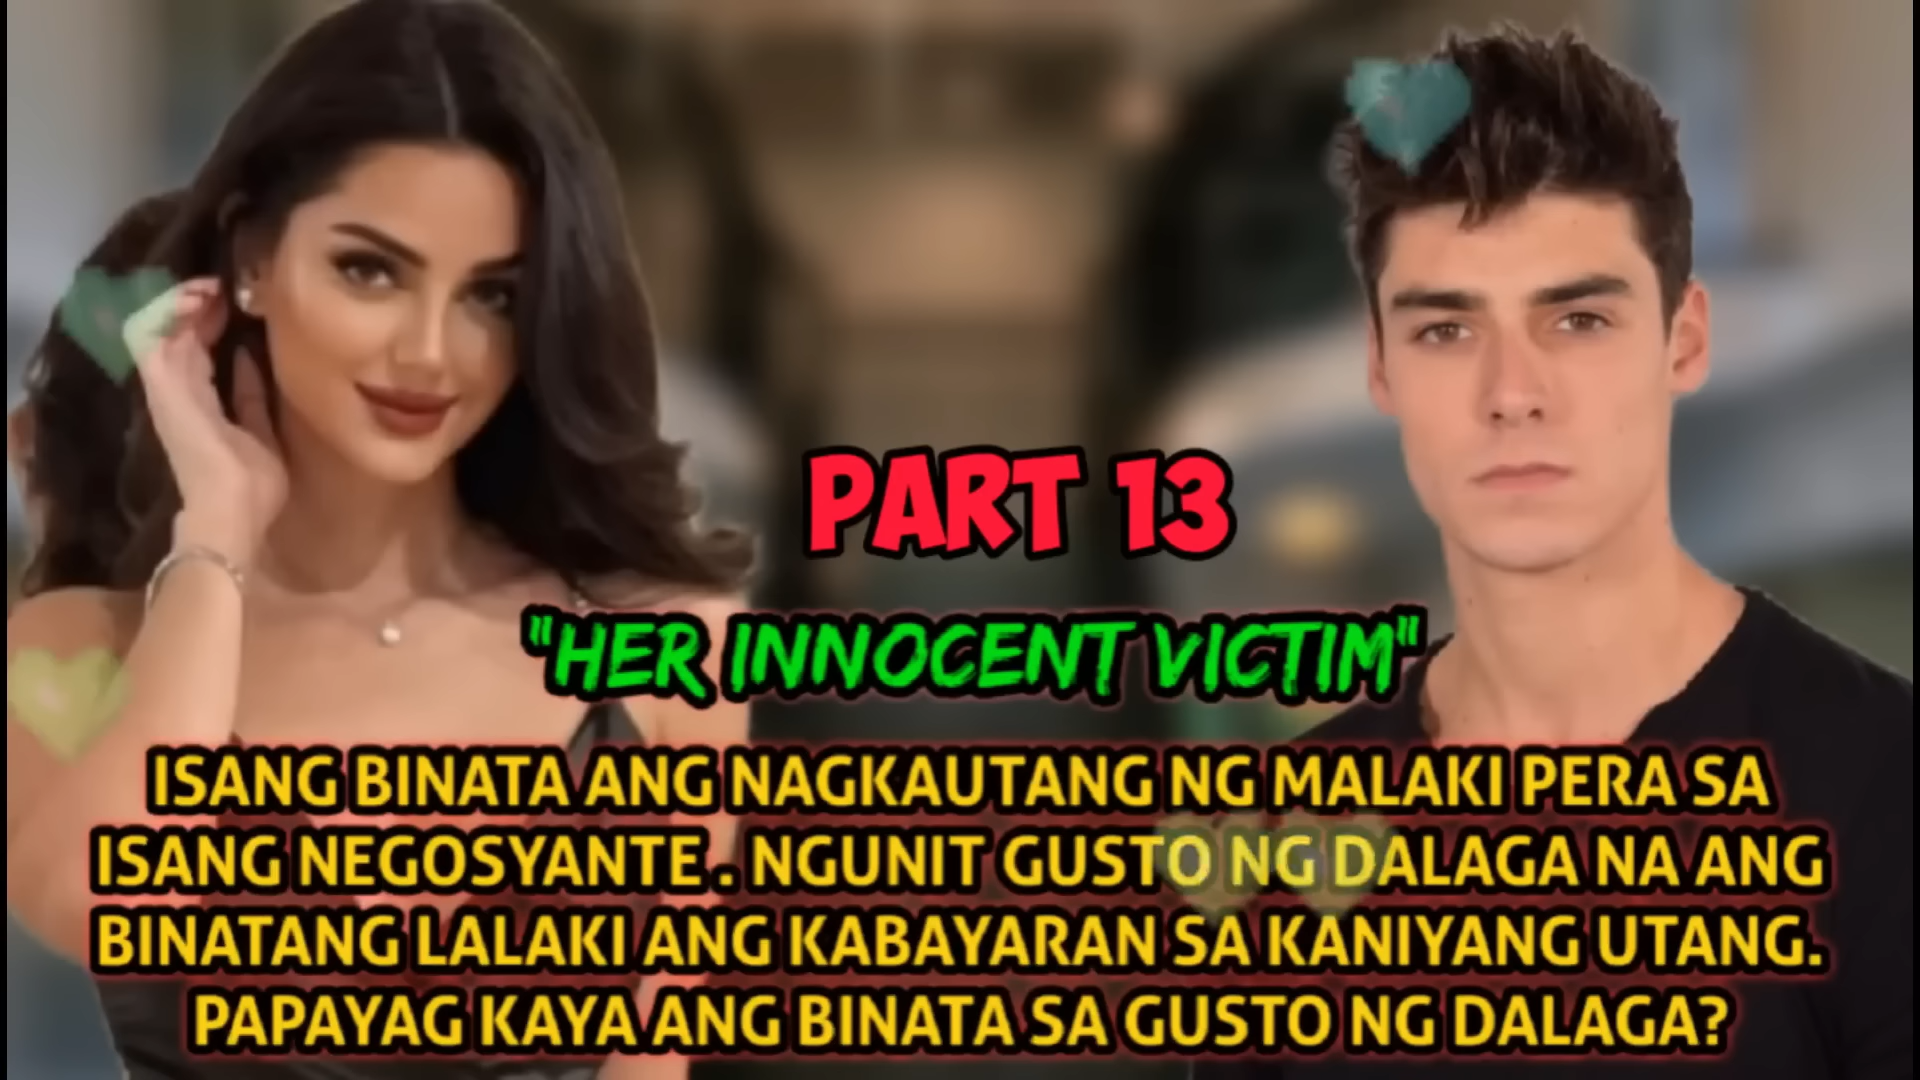 PART 13
"HER INNOCENT VICTIM"
ISANG BINATA ANG NAGKAUTANG NG MALAKI PERA SA
ISANG NEGOSYANTE. NGUNIT GUSTO NG DALAGA NA ANG
BINATANG LALAKI ANG KABAYARAN SA KANIYANG UTANG.
PAPAYAG KAYA ANG BINATA SA GUSTO NG DALAGA?